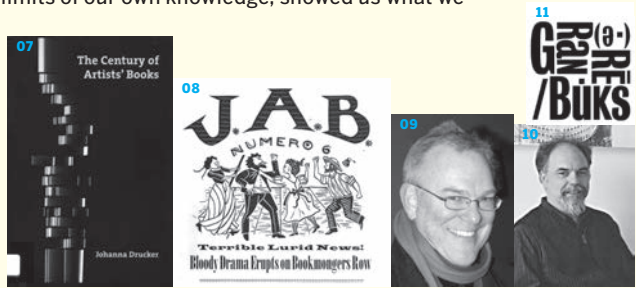 limits of our own knowledge, showed us what we
07
The Century of
Artists' Books
Johanna Drucker
08
J.A.B.
NUMERO 6
Terrible Lurid News!
Bloody Drama Erupts on Bookmongers Row
09
10
11
GRaN
(ə-)RĒ
/BŪKS